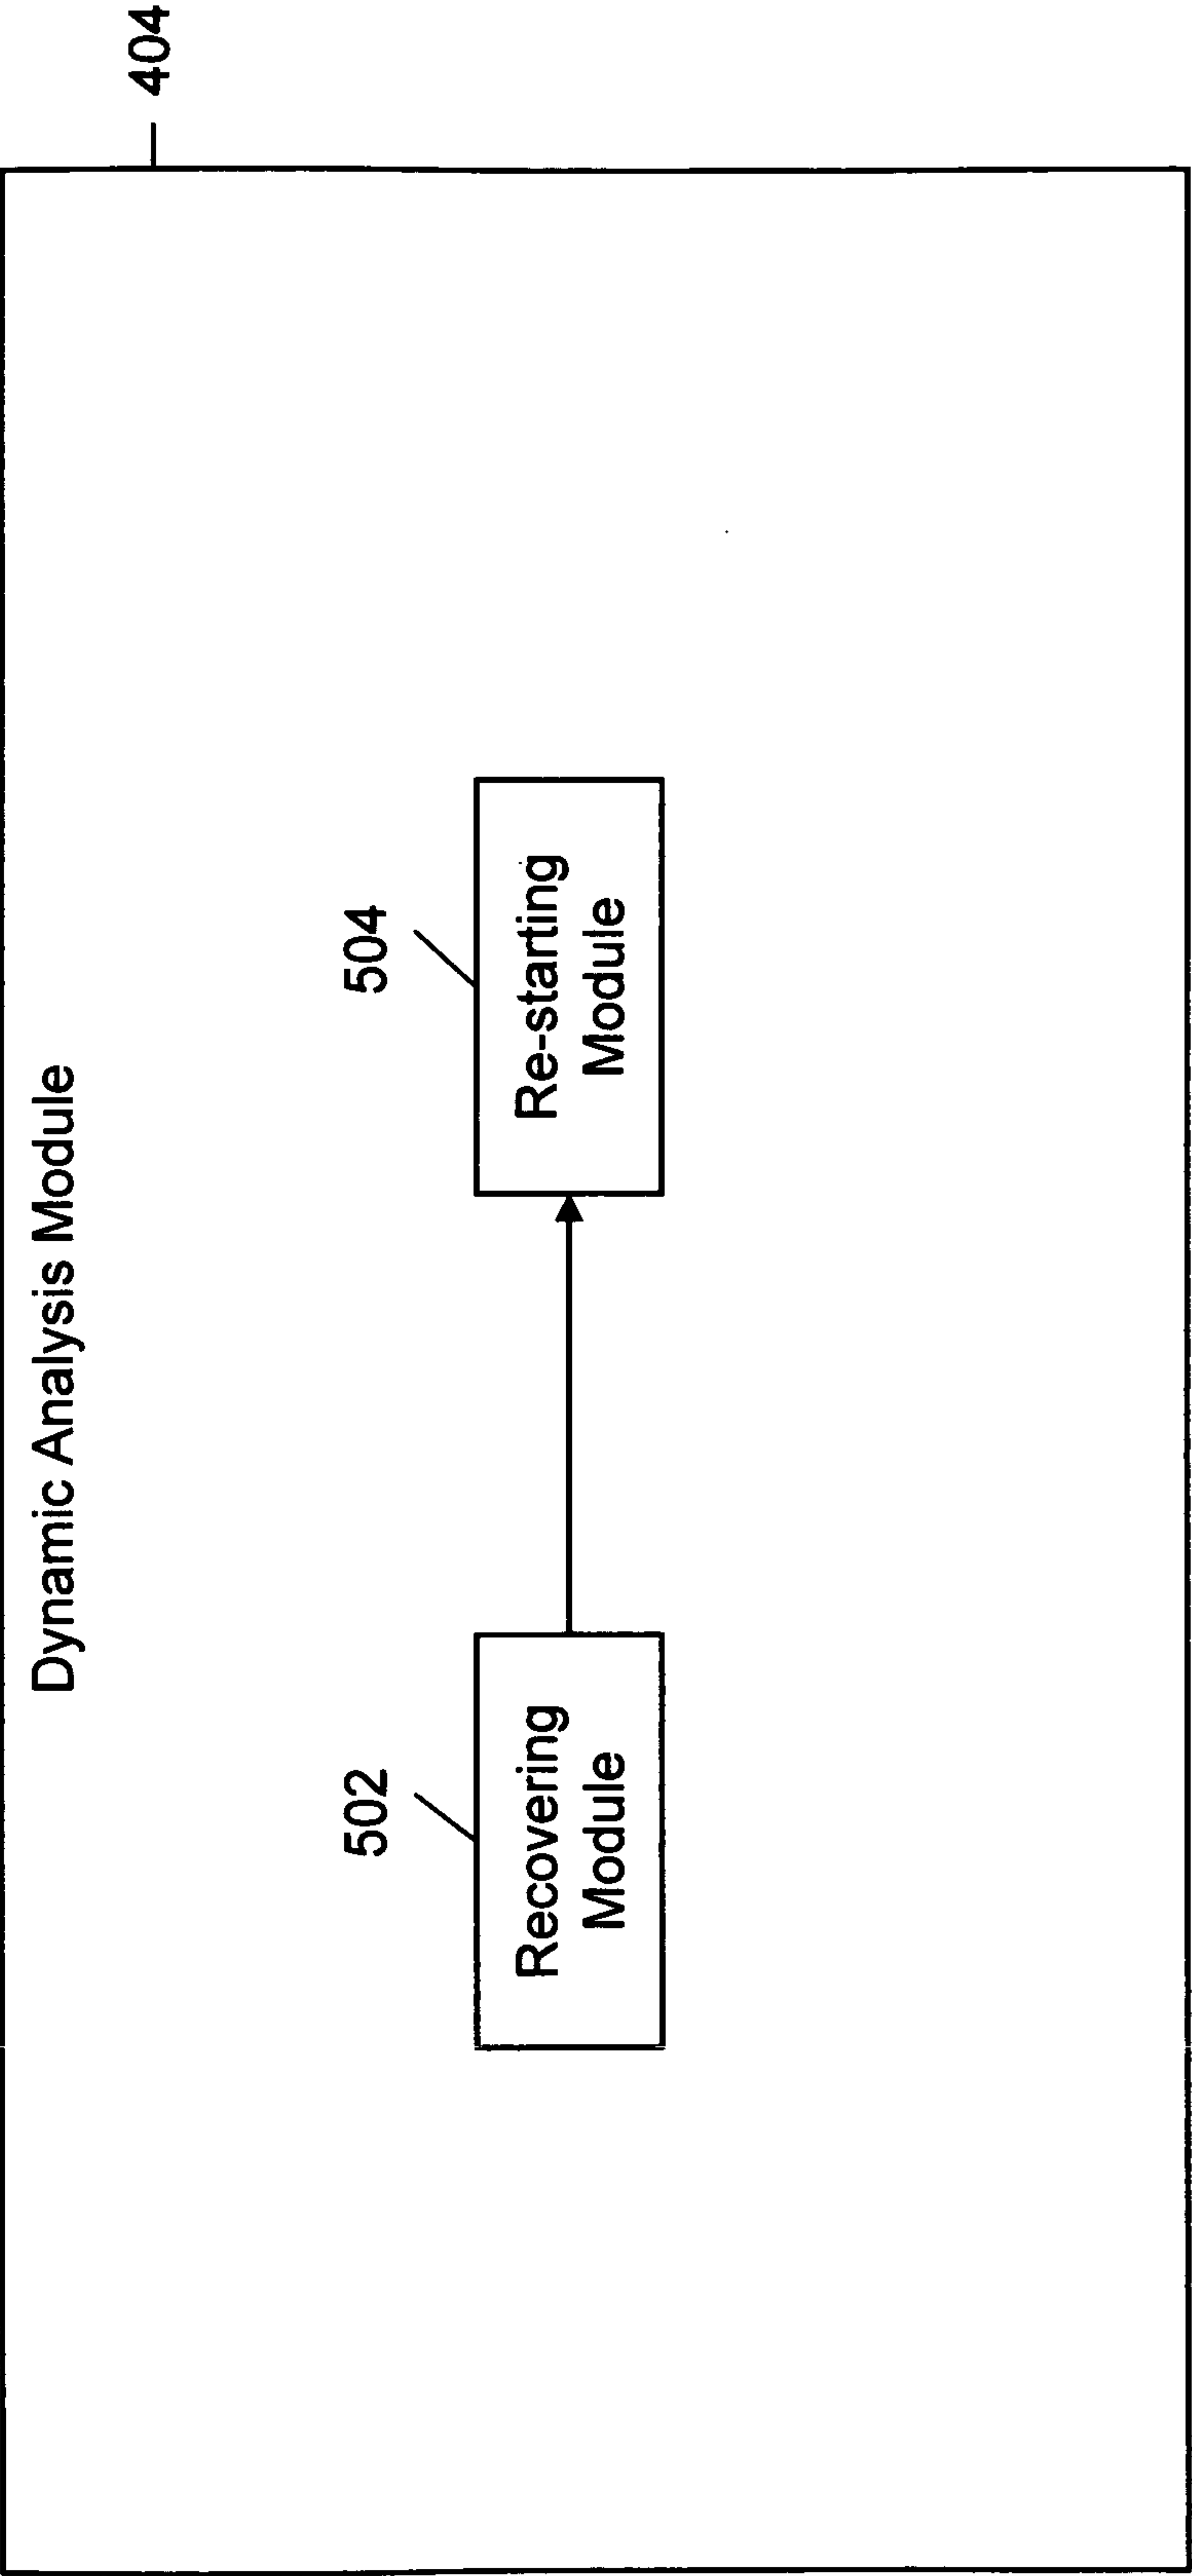 Dynamic Analysis Module
404
502
Recovering
Module
504
Re-starting
Module